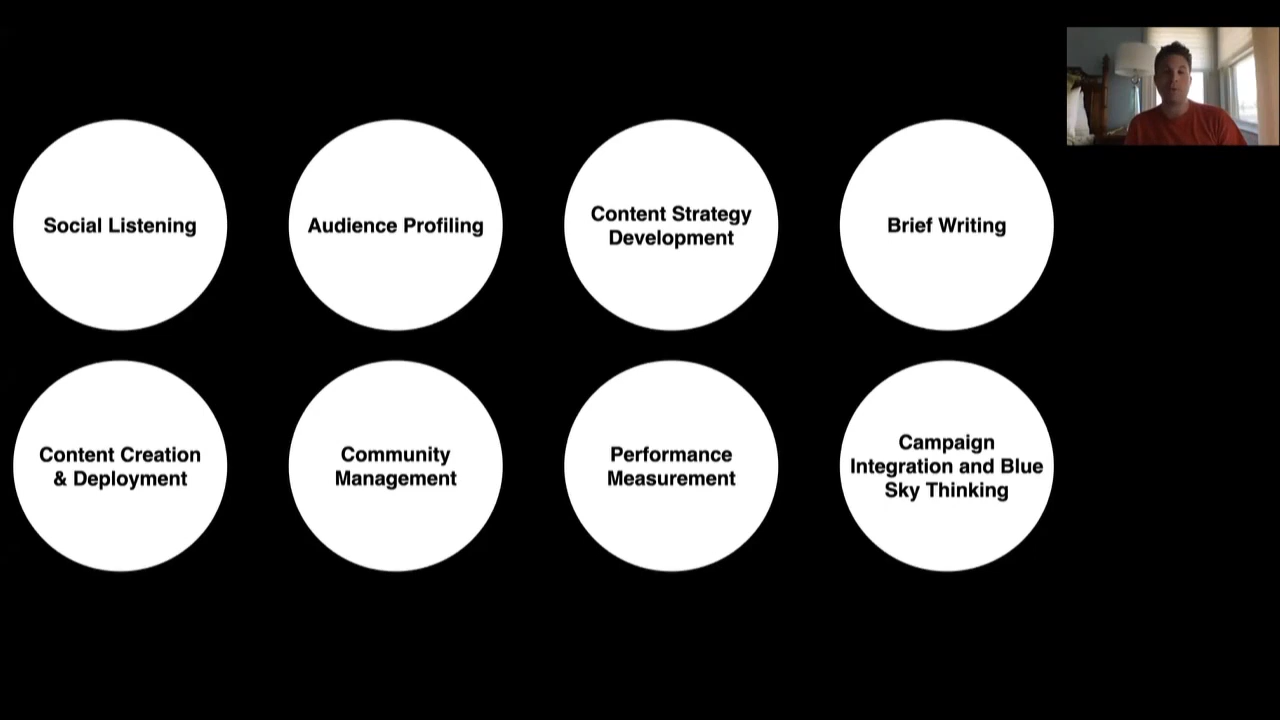 Social Listening
Audience Profiling
Content Strategy
Development
Brief Writing
Content Creation
& Deployment
Community
Management
Performance
Measurement
Campaign
Integration and Blue
Sky Thinking